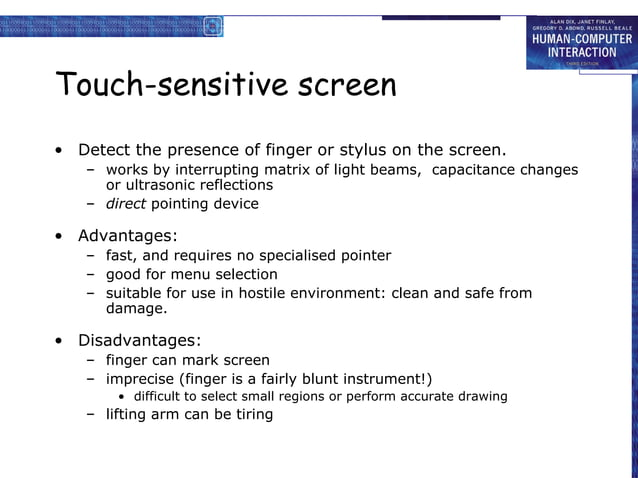 ALAN DIX, JANET FINLAY,
GREGORY D. ABOWD, RUSSELL BEALE
HUMAN-COMPUTER
INTERACTION
THIRD EDITION
Touch-sensitive screen
• Detect the presence of finger or stylus on the screen.
– works by interrupting matrix of light beams, capacitance changes
or ultrasonic reflections
– direct pointing device
• Advantages:
– fast, and requires no specialised pointer
– good for menu selection
– suitable for use in hostile environment: clean and safe from
damage.
• Disadvantages:
– finger can mark screen
– imprecise (finger is a fairly blunt instrument!)
• difficult to select small regions or perform accurate drawing
– lifting arm can be tiring